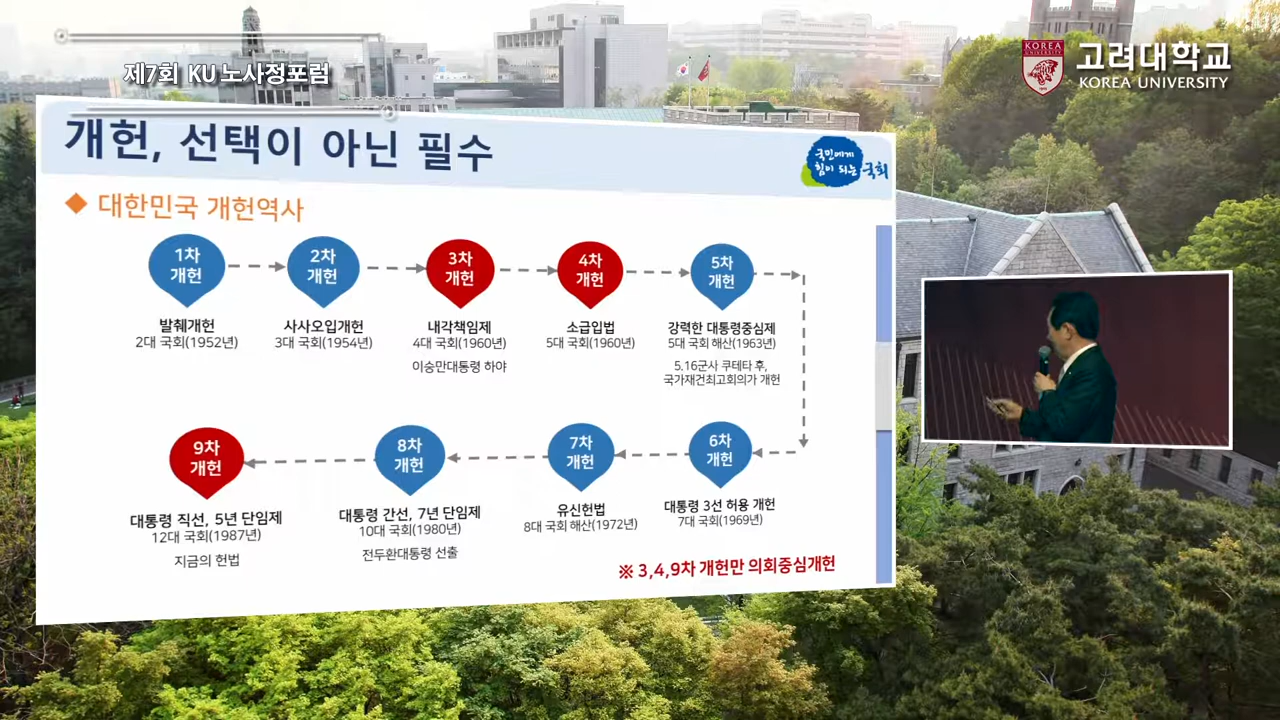 제7회 KU 노사정포럼
KOREA
UNIVERSITY
고려대학교
KOREA UNIVERSITY
개헌, 선택이 아닌 필수
국민에게
힘이 되는 국회
대한민국 개헌역사
1차
개헌
발췌개헌
2대 국회(1952년)
2차
개헌
사사오입개헌
3대 국회(1954년)
3차
개헌
내각책임제
4대 국회(1960년)
이승만대통령 하야
4차
개헌
소급입법
5대 국회(1960년)
5차
개헌
강력한 대통령중심제
5대 국회 해산(1963년)
5.16군사 쿠테타 후,
국가재건최고회의가 개헌
6차
개헌
대통령 3선 허용 개헌
7대 국회(1969년)
7차
개헌
유신헌법
8대 국회 해산(1972년)
8차
개헌
대통령 간선, 7년 단임제
10대 국회(1980년)
전두환대통령 선출
9차
개헌
대통령 직선, 5년 단임제
12대 국회(1987년)
지금의 헌법
※ 3,4,9차 개헌만 의회중심개헌